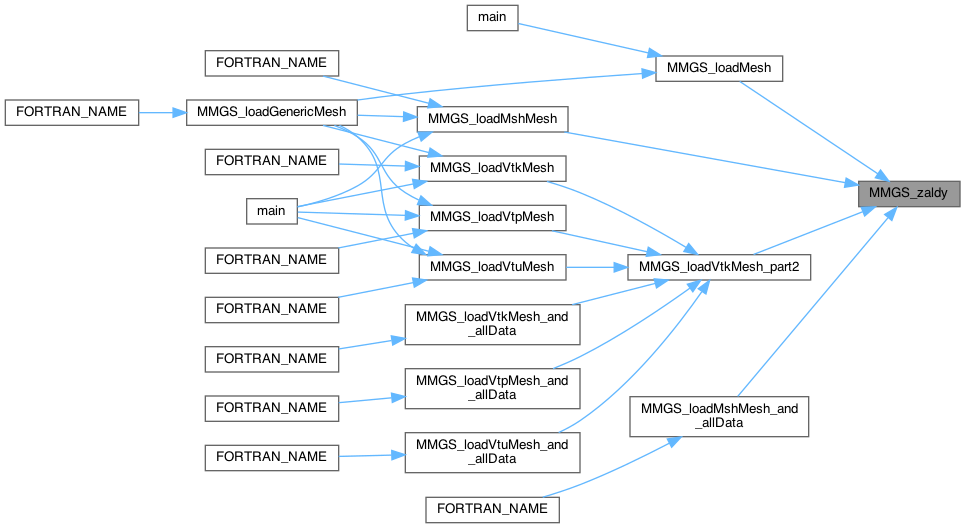 main
FORTRAN_NAME
MMGS_loadMesh
FORTRAN_NAME
MMGS_loadGenericMesh
MMGS_loadMshMesh
FORTRAN_NAME
MMGS_loadVtkMesh
MMGS_zaldy
main
MMGS_loadVtpMesh
FORTRAN_NAME
MMGS_loadVtuMesh
MMGS_loadVtkMesh_part2
FORTRAN_NAME
MMGS_loadVtkMesh_and
_allData
FORTRAN_NAME
MMGS_loadVtpMesh_and
_allData
FORTRAN_NAME
MMGS_loadMshMesh_and
_allData
MMGS_loadVtuMesh_and
_allData
FORTRAN_NAME
FORTRAN_NAME